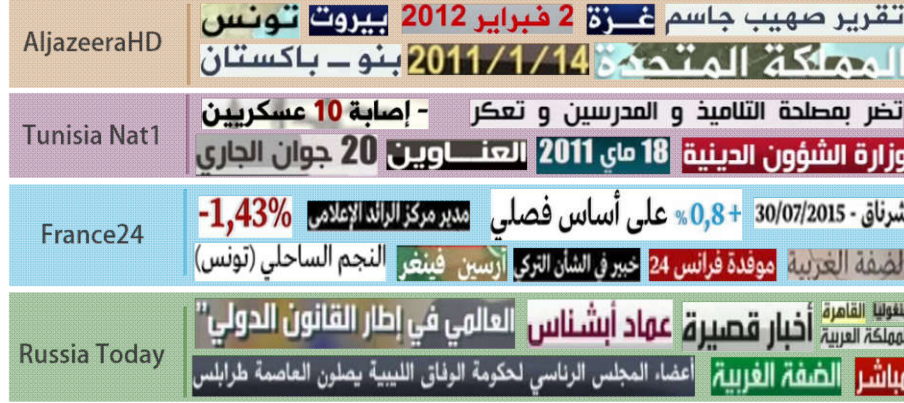 AljazeeraHD
تقرير صهيب جاسم غـزة 2 فبراير 2012 بيروت تونس
المملكة المتحدة 2011/1/14 بنو ــ باكستان
Tunisia Nat1
تضر بمصلحة التلاميذ و المدرسين و تعكر - إصابة 10 عسكريين
وزارة الشؤون الدينية 18 ماي 2011 العنـــاوين 20 جوان الجاري
France24
شرناق - 30/07/2015 +0,8% على أساس فصلي مدير مركز الرائد الإعلامي -1,43%
الضفة الغربية موفدة فرانس 24 خبير في الشأن التركي أرسين فينغر النجم الساحلي (تونس)
Russia Today
القاهرة
العربية أخبار قصيرة عماد أبشناس العالمي في إطار القانون الدولي"
مباشر الضفة الغربية أعضاء المجلس الرئاسي لحكومة الوفاق الليبية يصلون العاصمة طرابلس